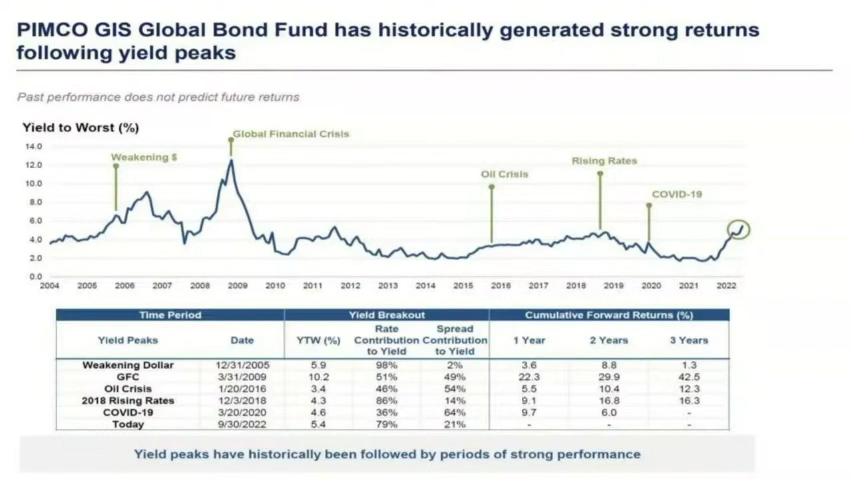 PIMCO GIS Global Bond Fund has historically generated strong returns
following yield peaks
Past performance does not predict future returns
Yield to Worst (%)
14.0
12.0
10.0
8.0
6.0
4.0
2.0
0.0
Weakening $
Global Financial Crisis
Oil Crisis
Rising Rates
COVID-19
2004 2005 2006 2007 2008 2009 2010 2011 2012 2013 2014 2015 2016 2017 2018 2019 2020 2021 2022
Time Period Yield Breakout Cumulative Forward Returns (%)
Yield Peaks Date YTW (%) Rate Contribution to Yield Spread Contribution to Yield 1 Year 2 Years 3 Years
Weakening Dollar 12/31/2005 5.9 98% 2% 3.6 8.8 1.3
GFC 3/31/2009 10.2 51% 49% 22.3 29.9 42.5
Oil Crisis 1/20/2016 3.4 46% 54% 5.5 10.4 12.3
2018 Rising Rates 12/3/2018 4.3 86% 14% 9.1 16.8 16.3
COVID-19 3/20/2020 4.6 36% 64% 9.7 6.0 -
Today 9/30/2022 5.4 79% 21% - - -
Yield peaks have historically been followed by periods of strong performance